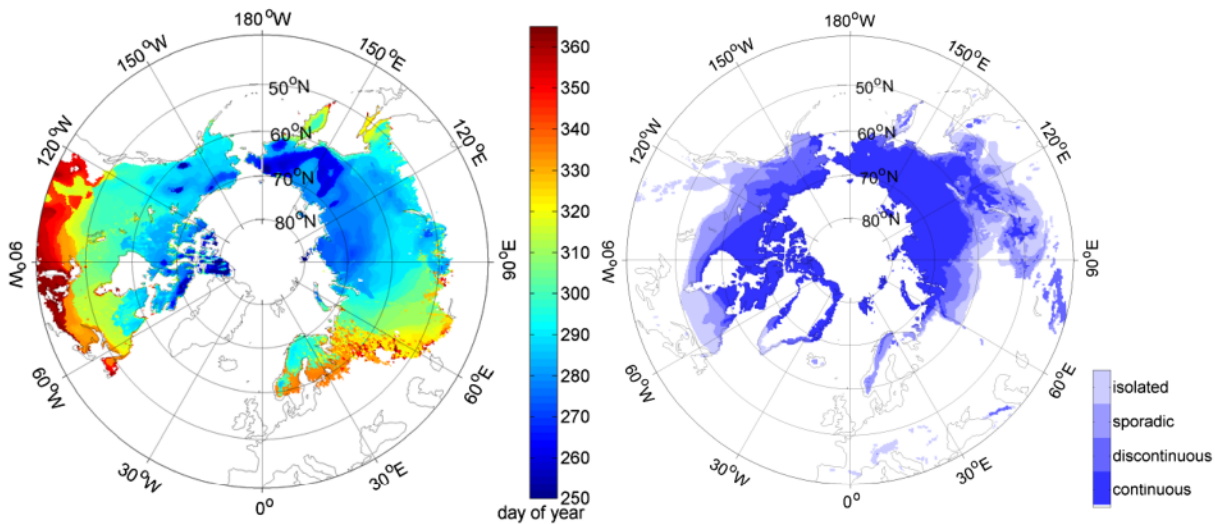 180°W
150°W
150°E
120°W
120°E
50°N
60°N
70°N
80°N
90°W
90°E
60°W
60°E
30°W
30°E
0°
360
350
340
330
320
310
300
290
280
270
260
250
day of year
180°W
150°W
150°E
120°W
120°E
50°N
60°N
70°N
80°N
90°W
90°E
60°W
60°E
30°W
30°E
0°
isolated
sporadic
discontinuous
continuous